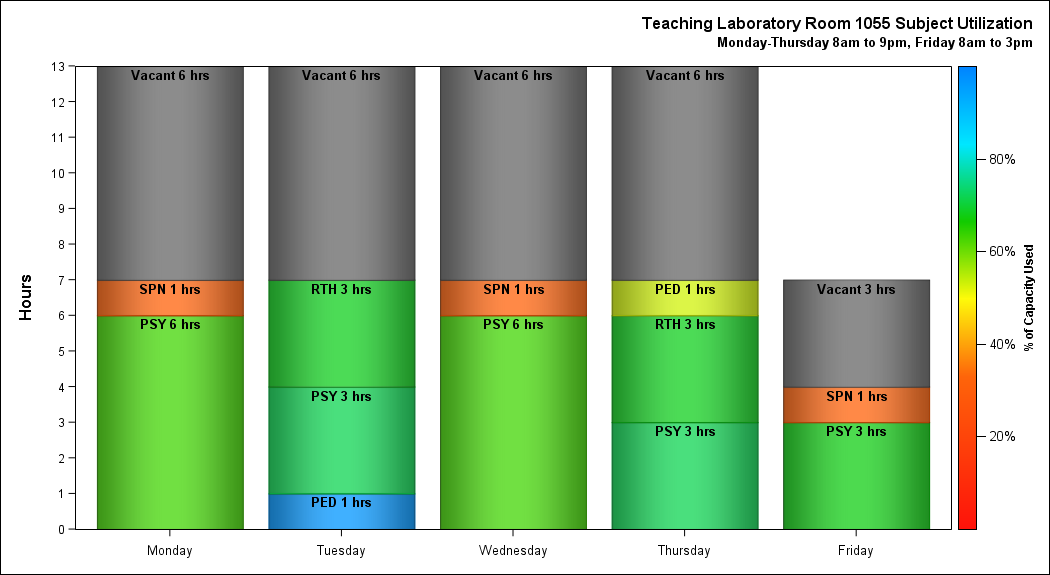 Teaching Laboratory Room 1055 Subject Utilization
Monday-Thursday 8am to 9pm, Friday 8am to 3pm
Hours
13
12
11
10
9
8
7
6
5
4
3
2
1
0
Vacant 6 hrs
SPN 1 hrs
PSY 6 hrs
Vacant 6 hrs
RTH 3 hrs
PSY 3 hrs
PED 1 hrs
Vacant 6 hrs
SPN 1 hrs
PSY 6 hrs
Vacant 6 hrs
PED 1 hrs
RTH 3 hrs
PSY 3 hrs
Vacant 3 hrs
SPN 1 hrs
PSY 3 hrs
Monday
Tuesday
Wednesday
Thursday
Friday
80%
60%
40%
20%
% of Capacity Used